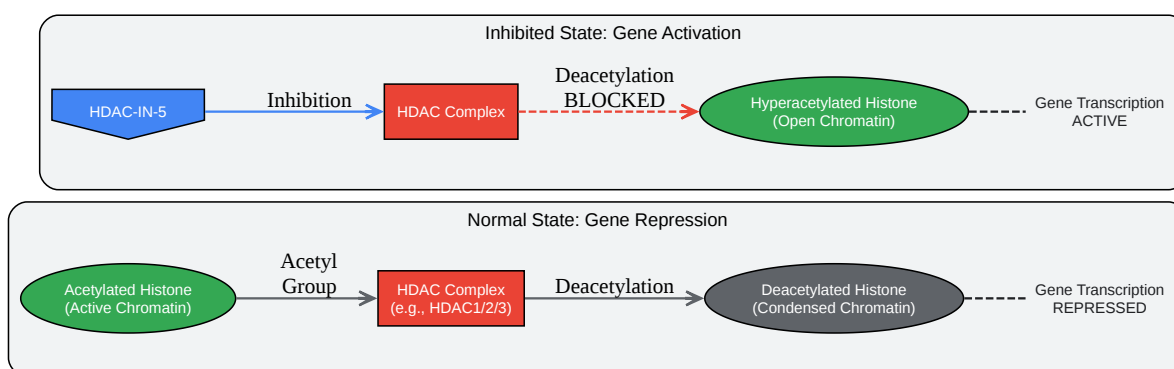 Inhibited State: Gene Activation
HDAC-IN-5
Inhibition
HDAC Complex
Deacetylation
BLOCKED
Hyperacetylated Histone
(Open Chromatin)
Gene Transcription
ACTIVE
Normal State: Gene Repression
Acetylated Histone
(Active Chromatin)
Acetyl
Group
HDAC Complex
(e.g., HDAC1/2/3)
Deacetylation
Deacetylated Histone
(Condensed Chromatin)
Gene Transcription
REPRESSED